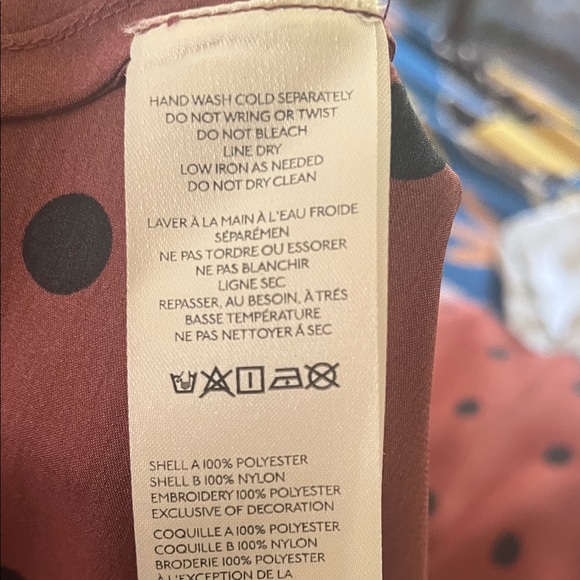 HAND WASH COLD SEPARATELY
DO NOT WRING OR TWIST
DO NOT BLEACH
LINE DRY
LOW IRON AS NEEDED
DO NOT DRY CLEAN
LAVER À LA MAIN À L'EAU FROIDE
SÉPARÉMEN
NE PAS TORDRE OU ESSORER
NE PAS BLANCHIR
LIGNE SEC
REPASSER, AU BESOIN, À TRÉS
BASSE TEMPÉRATURE
NE PAS NETTOYER Á SEC
SHELL A 100% POLYESTER
SHELL B 100% NYLON
EMBROIDERY 100% POLYESTER
EXCLUSIVE OF DECORATION
COQUILLE A 100% POLYESTER
COQUILLE B 100% NYLON
BRODERIE 100% POLYESTER
À L'EXCEPTION DE LA